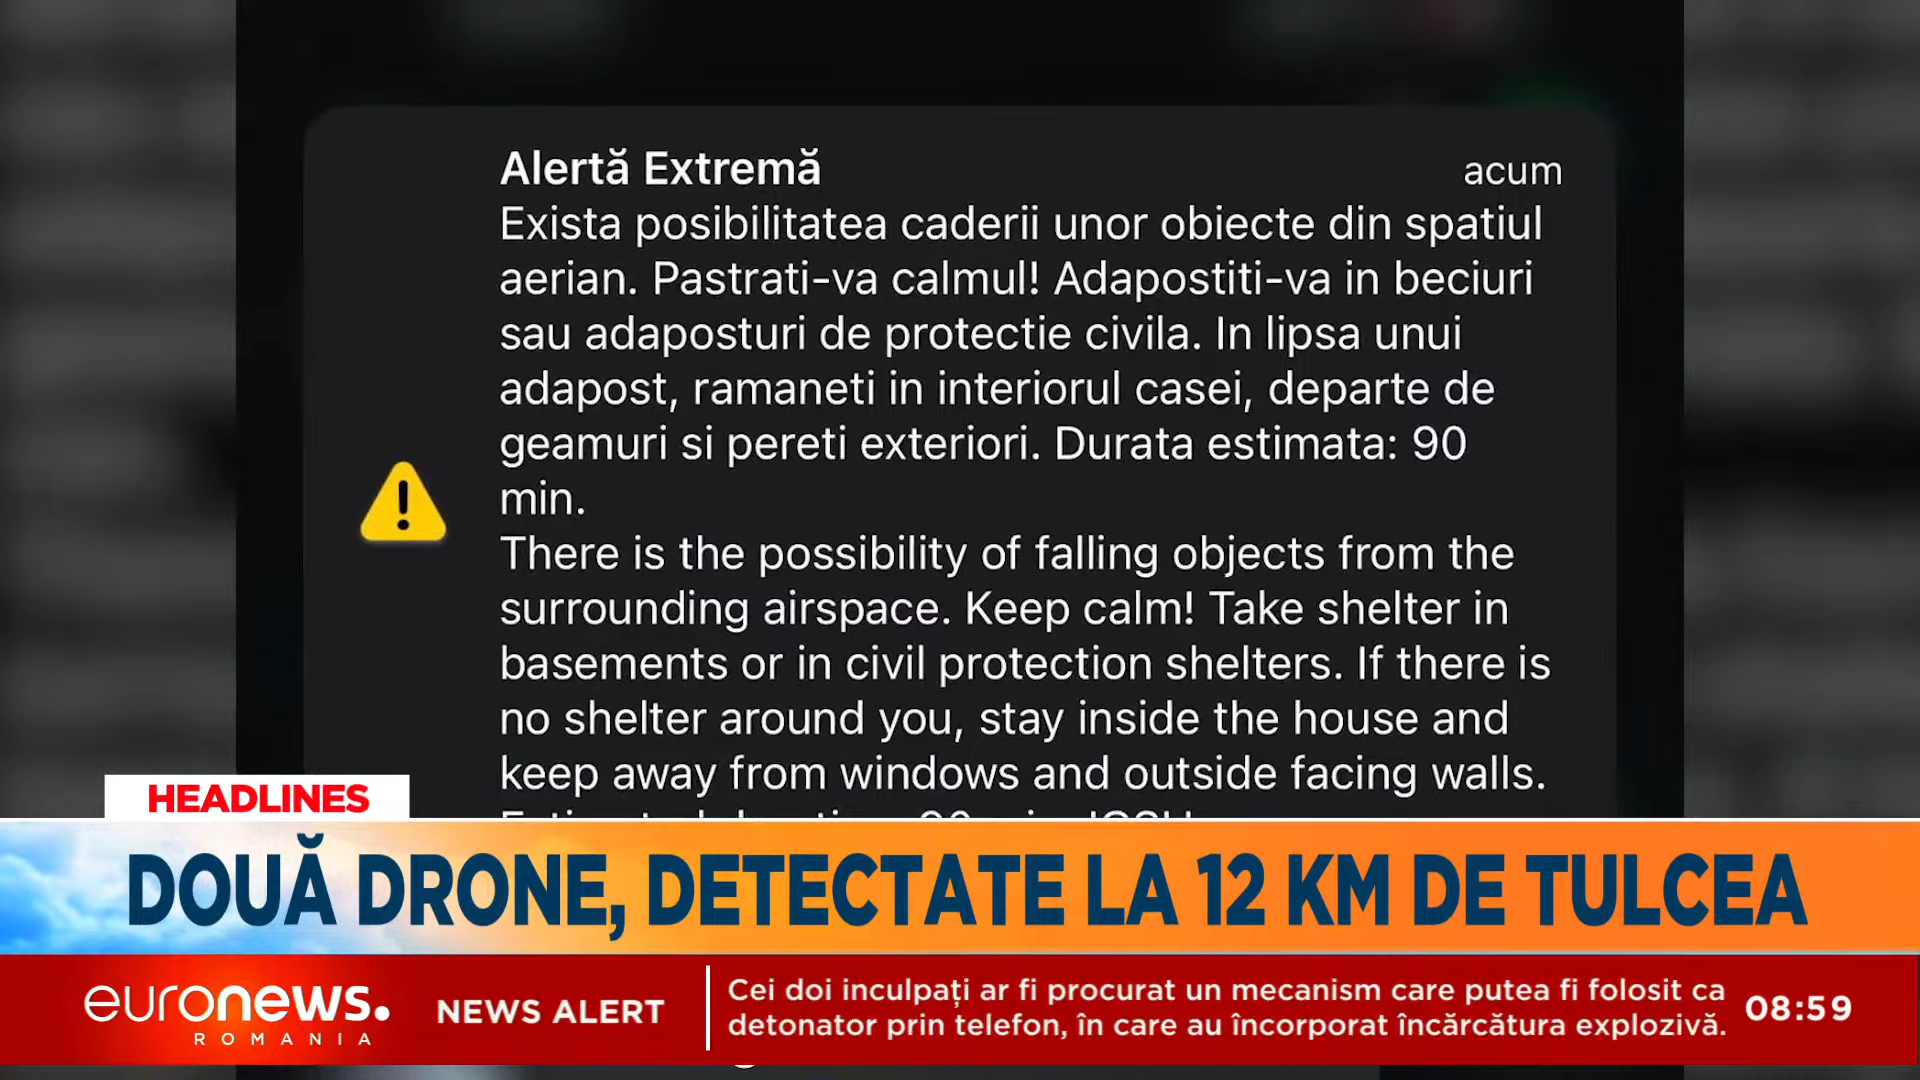 Alertă Extremă
acum
Exista posibilitatea caderii unor obiecte din spatiul
aerian. Pastrati-va calmul! Adapostiti-va in beciuri
sau adaposturi de protectie civila. In lipsa unui
adapost, ramaneti in interiorul casei, departe de
geamuri si pereti exteriori. Durata estimata: 90
min.
There is the possibility of falling objects from the
surrounding airspace. Keep calm! Take shelter in
basements or in civil protection shelters. If there is
no shelter around you, stay inside the house and
keep away from windows and outside facing walls.
HEADLINES
DOUĂ DRONE, DETECTATE LA 12 KM DE TULCEA
euronews.
ROMANIA
NEWS ALERT
Cei doi inculpați ar fi procurat un mecanism care putea fi folosit ca
detonator prin telefon, în care au încorporat încărcătura explozivă.
08:59